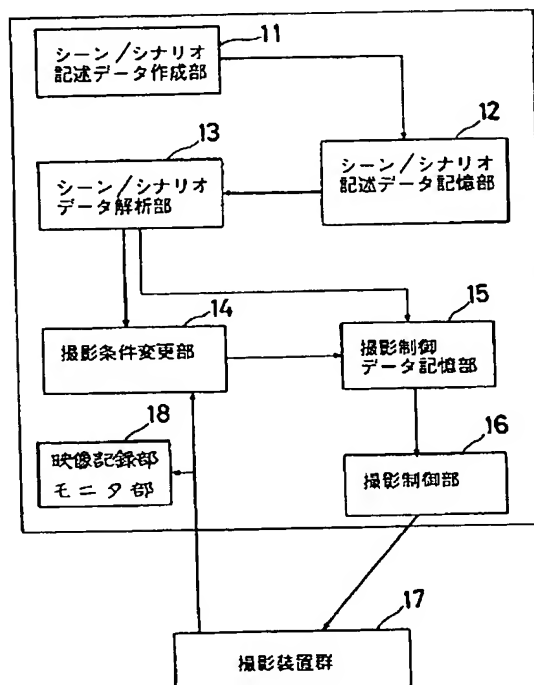 11
シーン/シナリオ
記述データ作成部
12
シーン/シナリオ
記述データ記憶部
13
シーン/シナリオ
データ解析部
14
撮影条件変更部
15
撮影制御
データ記憶部
18
映像記録部
モニタ部
16
撮影制御部
17
撮影装置群